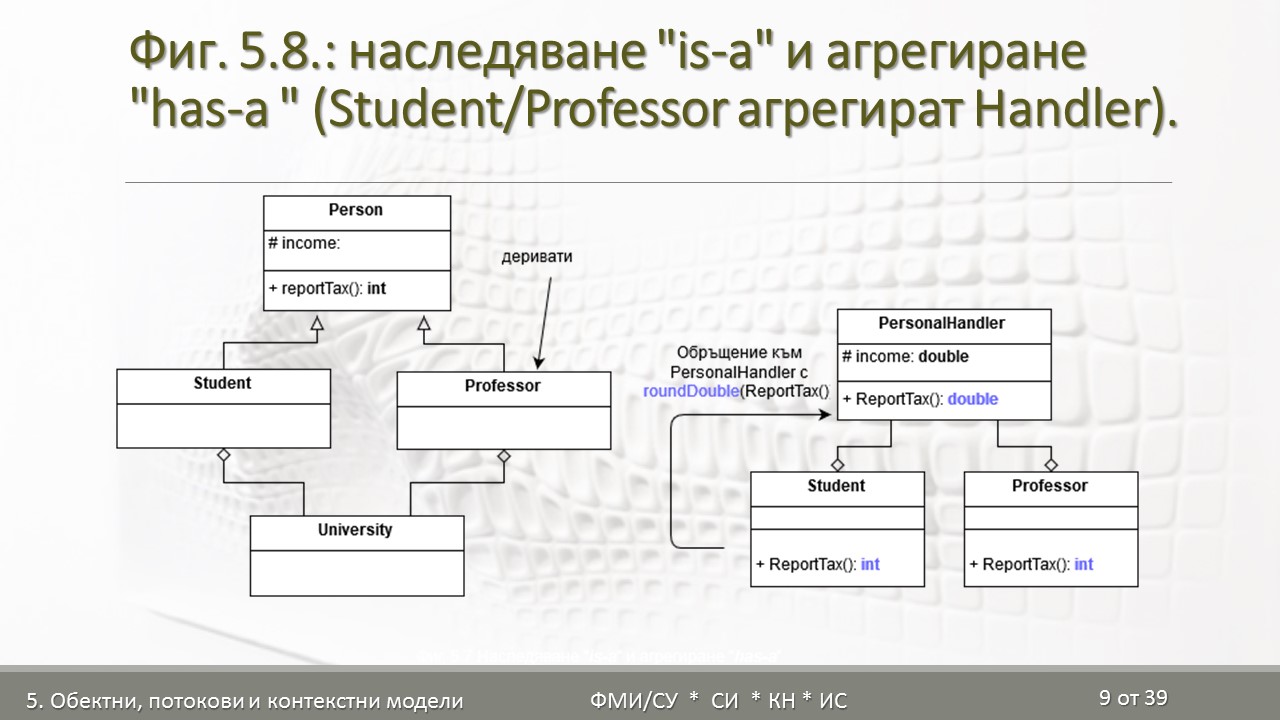 Фиг. 5.8.: наследяване "is-a" и агрегиране
"has-a " (Student/Professor агрегират Handler).
Person
# income:
+ reportTax(): int
деривати
Student
Professor
University
Обръщение към
PersonalHandler с
roundDouble(ReportTax()
PersonalHandler
# income: double
+ ReportTax(): double
Student
+ ReportTax(): int
Professor
+ ReportTax(): int
5. Обектни, потокови и контекстни модели
ФМИ/СУ * СИ * КН * ИС
9 от 39